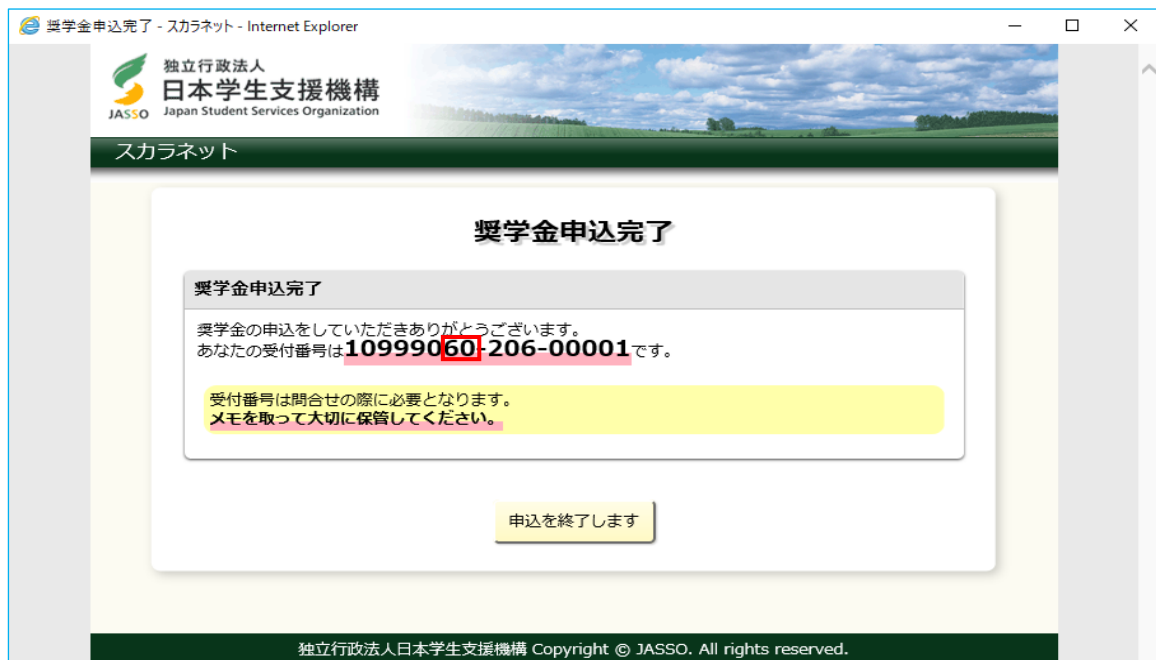 奨学金申込完了 - スカラネット - Internet Explorer
独立行政法人
日本学生支援機構
JASSO Japan Student Services Organization
スカラネット
奨学金申込完了
奨学金申込完了
奨学金の申込をしていただきありがとうございます。
あなたの受付番号は10999060-206-00001です。
受付番号は問合せの際に必要となります。
メモを取って大切に保管してください。
申込を終了します
独立行政法人日本学生支援機構 Copyright © JASSO. All rights reserved.